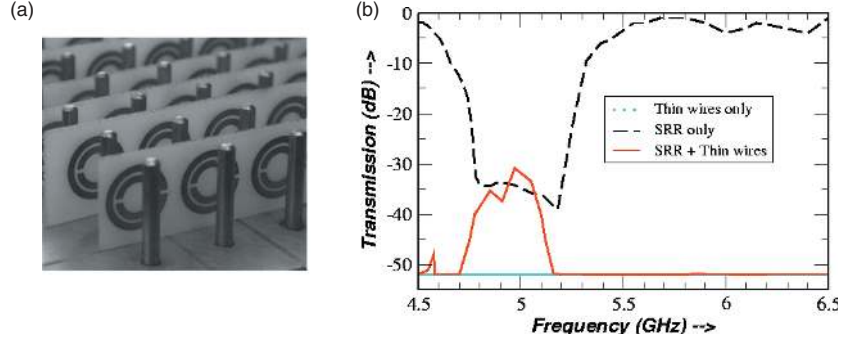 (a)
(b)
0
-10
-20
-30
-40
-50
Transmission (dB) -->
Thin wires only
SRR only
SRR + Thin wires
4.5
5
5.5
6
6.5
Frequency (GHz) -->